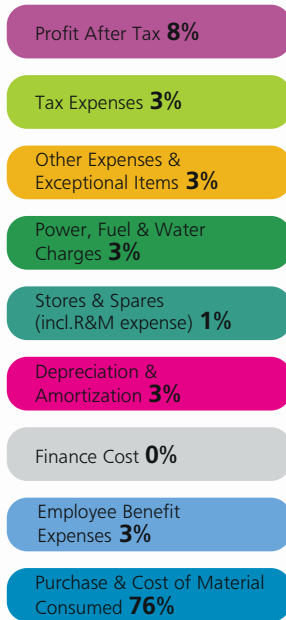 Profit After Tax 8%
Tax Expenses 3%
Other Expenses &
Exceptional Items 3%
Power, Fuel & Water
Charges 3%
Stores & Spares
(incl.R&M expense) 1%
Depreciation &
Amortization 3%
Finance Cost 0%
Employee Benefit
Expenses 3%
Purchase & Cost of Material
Consumed 76%